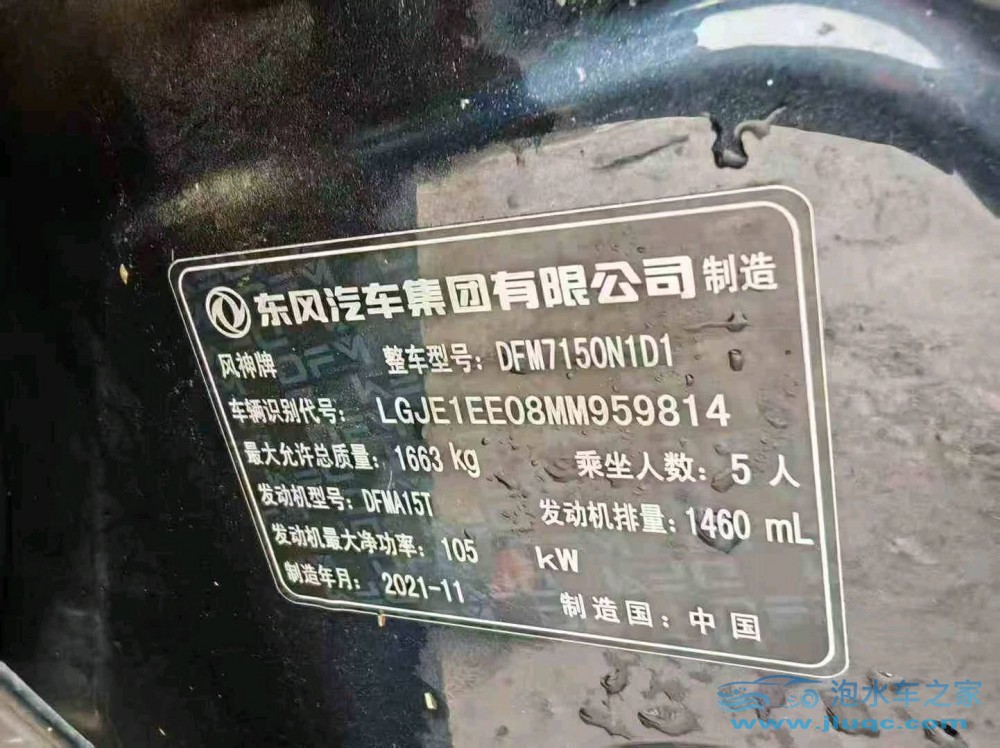 东风汽车集团有限公司 制造
风神牌 整车型号：DFM7150N1D1
车辆识别代号：LGJE1EE08MM959814
最大允许总质量：1663 kg 乘坐人数：5 人
发动机型号：DFMA15T 发动机排量：1460 mL
发动机最大净功率：105 kW
制造年月：2021-11 制造国：中国
泡水车之家
www.jluqc.com